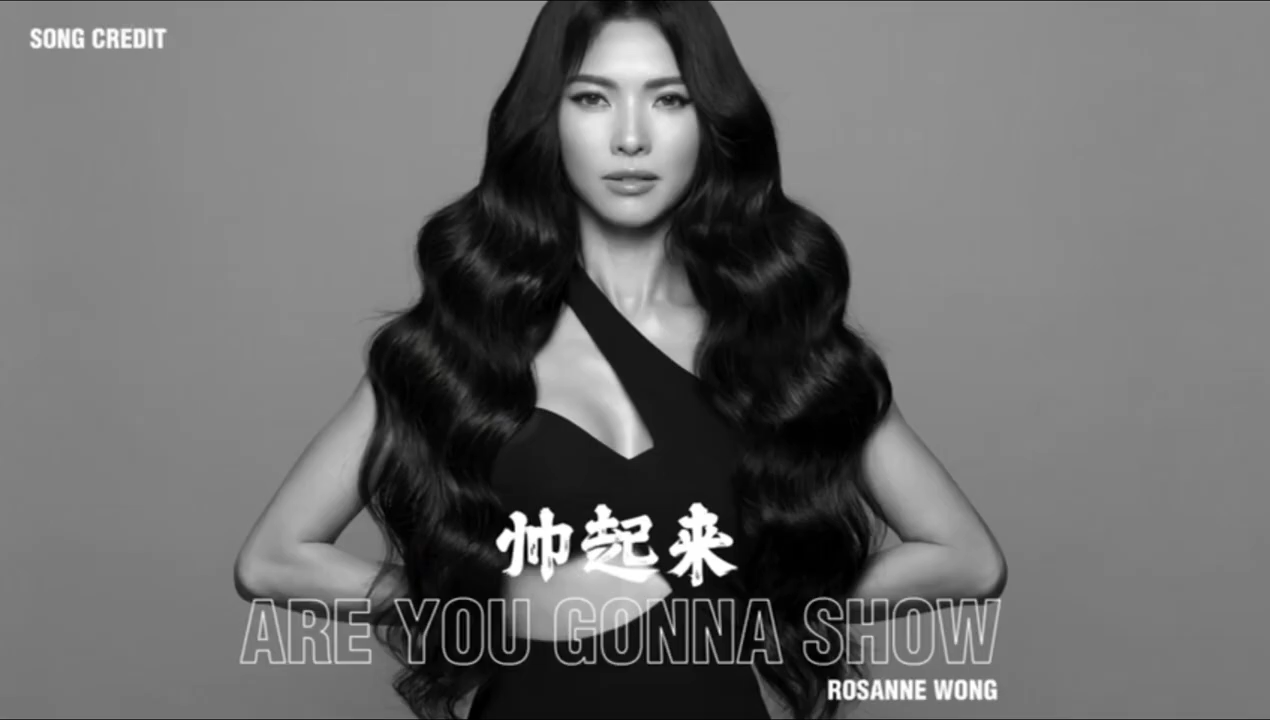 SONG CREDIT
帅起来
ARE YOU GONNA SHOW
ROSANNE WONG